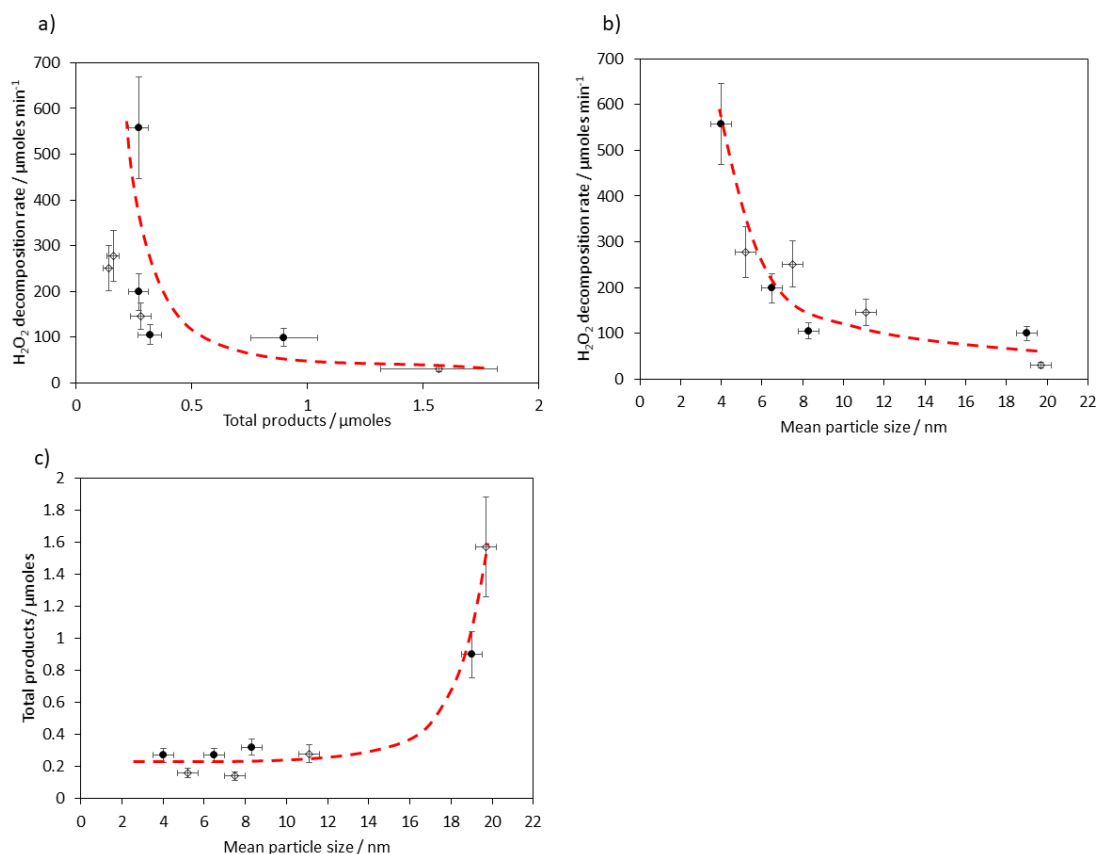 a)
700
600
500
400
300
200
100
0
H₂O₂ decomposition rate / µmoles min⁻¹
0
0.5
1
1.5
2
Total products / µmoles
b)
700
600
500
400
300
200
100
0
H₂O₂ decomposition rate / µmoles min⁻¹
0 2 4 6 8 10 12 14 16 18 20 22
Mean particle size / nm
c)
2
1.8
1.6
1.4
1.2
1
0.8
0.6
0.4
0.2
0
Total products / µmoles
0 2 4 6 8 10 12 14 16 18 20 22
Mean particle size / nm